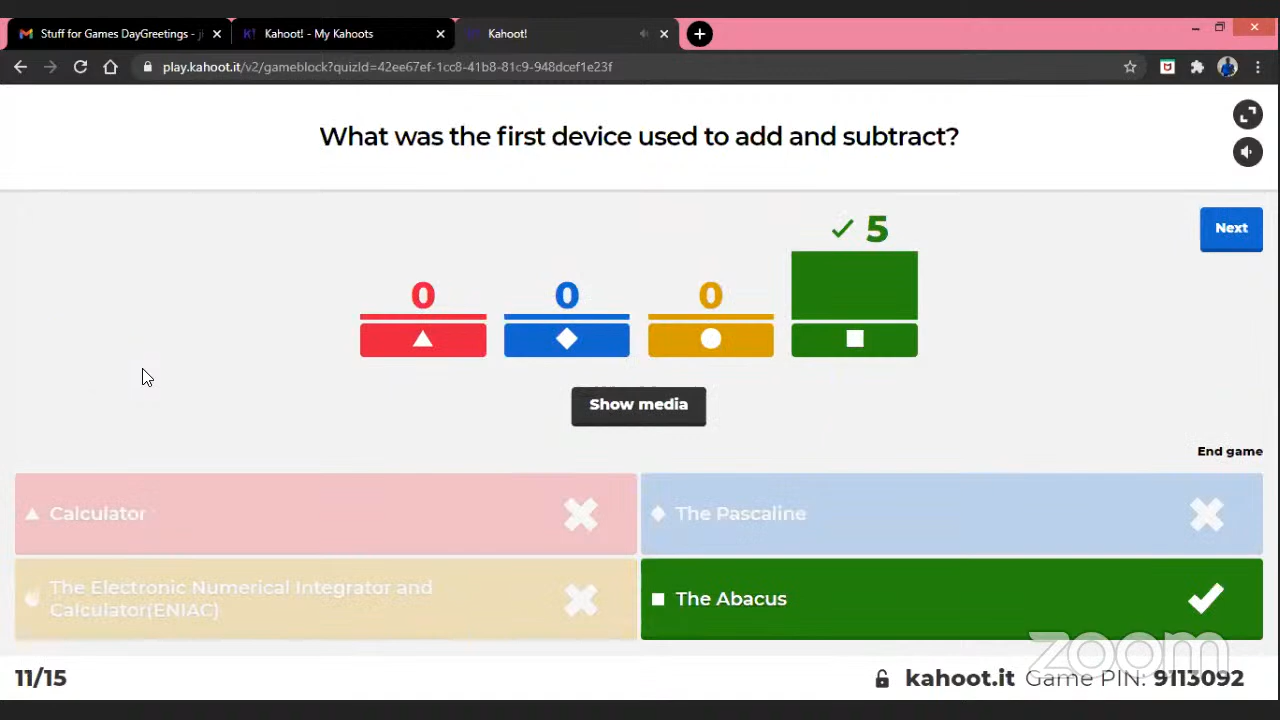 Stuff for Games DayGreetings - j
Kahoot! - My Kahoots
Kahoot!
play.kahoot.it/v2/gameblock?quizId=42ee67ef-1cc8-41b8-81c9-948dcef1e23f
What was the first device used to add and subtract?
Next
0
0
0
5
Show media
End game
Calculator
The Pascaline
The Electronic Numerical Integrator and
Calculator(ENIAC)
The Abacus
zoom
11/15
kahoot.it Game PIN: 9113092